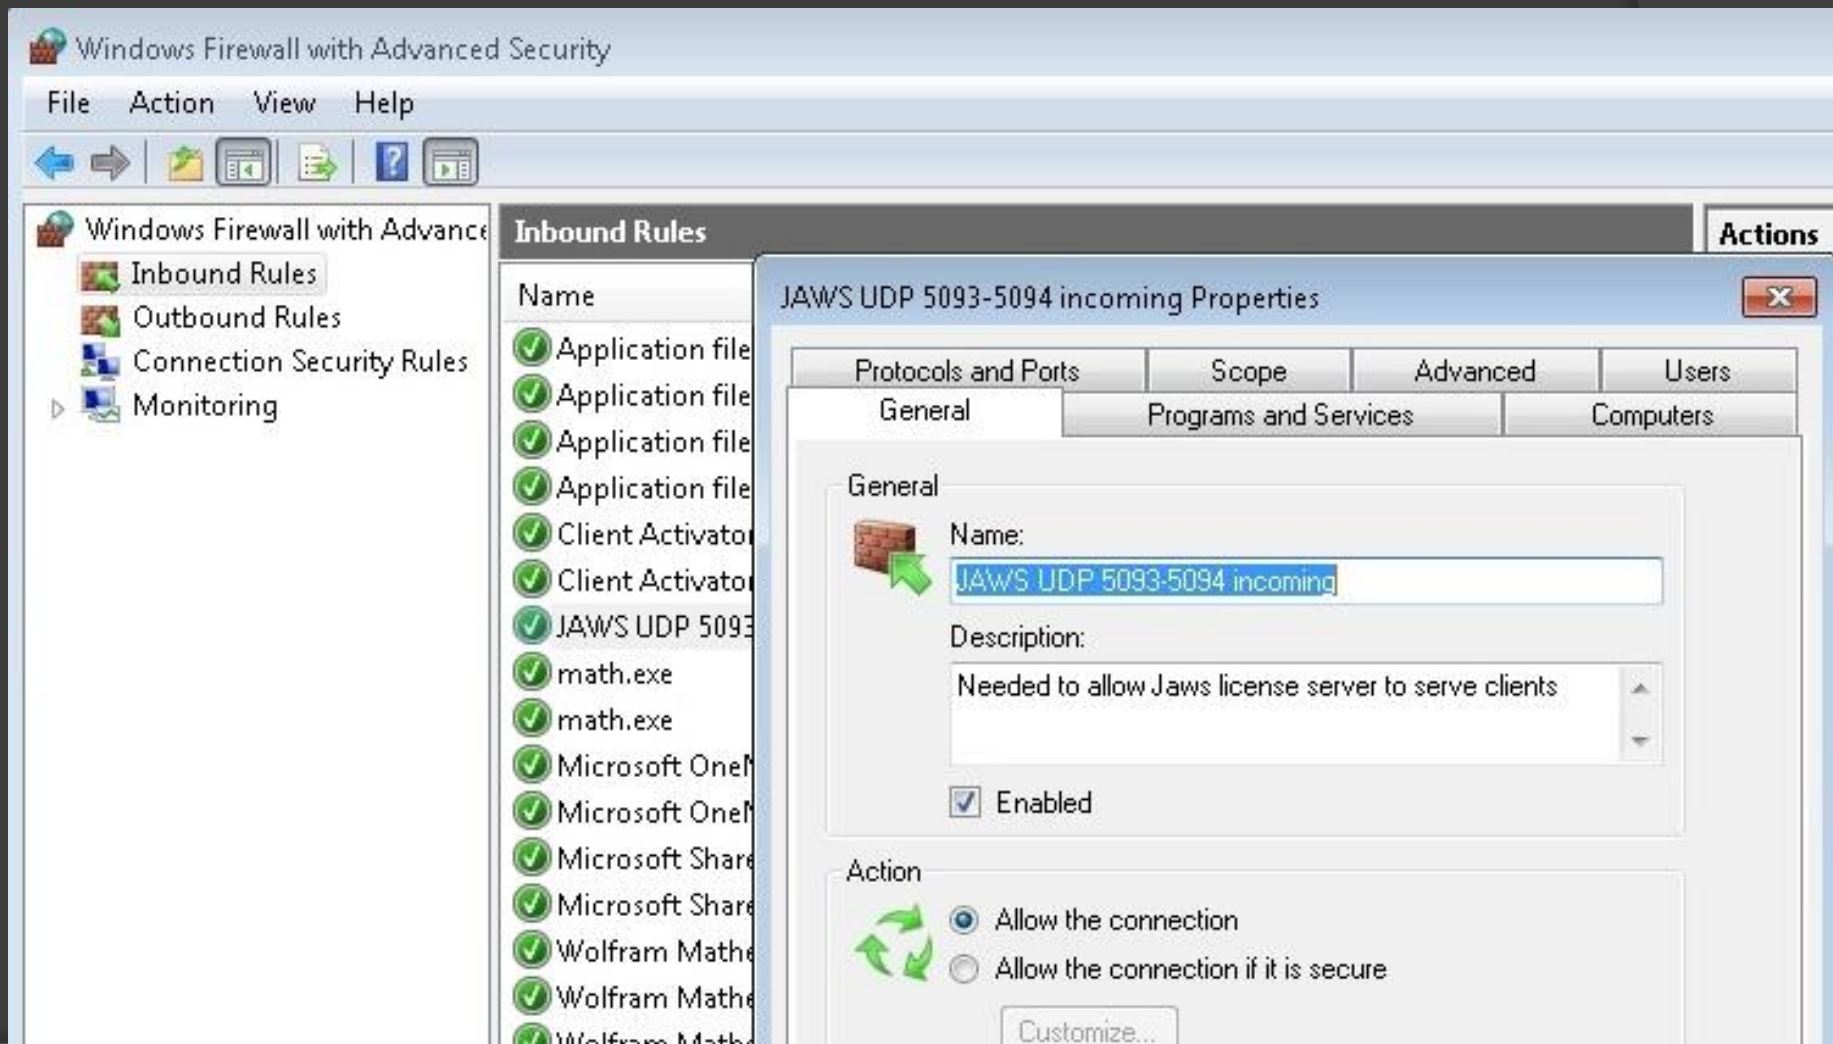 Windows Firewall with Advanced Security
File Action View Help
Windows Firewall with Advance
Inbound Rules
Outbound Rules
Connection Security Rules
Monitoring
Inbound Rules
Name
Application file
Application file
Application file
Application file
Client Activator
Client Activator
JAWS UDP 5093
math.exe
math.exe
Microsoft OneN
Microsoft OneN
Microsoft Share
Microsoft Share
Wolfram Mathe
Wolfram Mathe
Wolfram Mathe
Actions
JAWS UDP 5093-5094 incoming Properties
Protocols and Ports Scope Advanced Users
General Programs and Services Computers
General
Name:
JAWS UDP 5093-5094 incoming
Description:
Needed to allow Jaws license server to serve clients
Enabled
Action
Allow the connection
Allow the connection if it is secure
Customize...